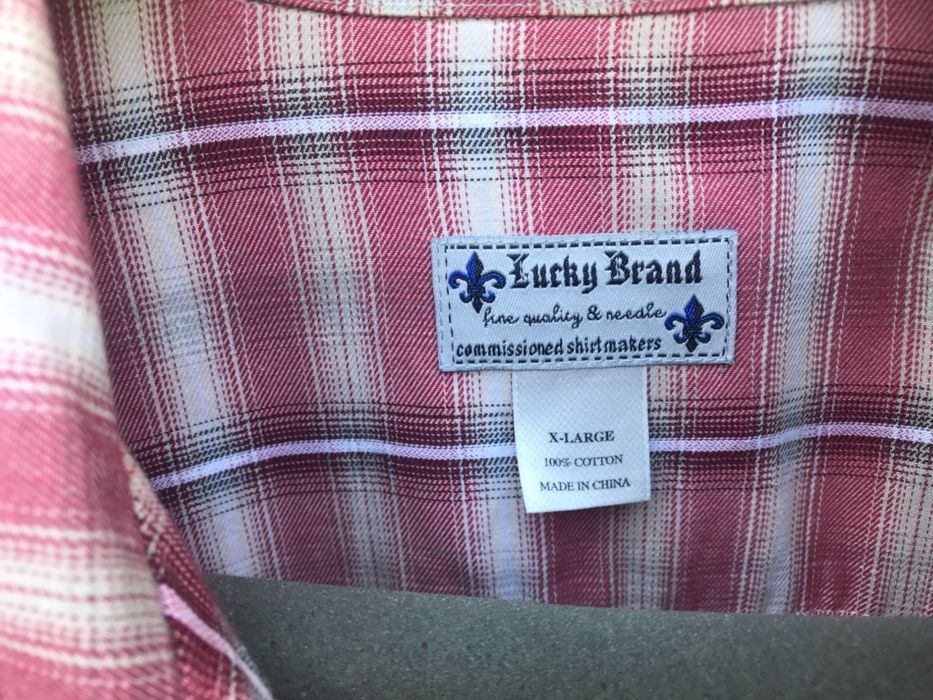 Lucky Brand
fine quality & needle
commissioned shirtmakers
X-LARGE
100% COTTON
MADE IN CHINA